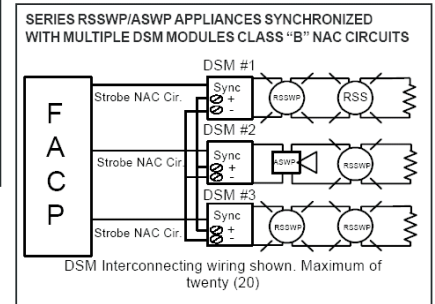 SERIES RSSWP/ASWP APPLIANCES SYNCHRONIZED
WITH MULTIPLE DSM MODULES CLASS "B" NAC CIRCUITS
FACP
DSM #1
Strobe NAC Cir.
Sync
+
-
RSSWP
RSS
DSM #2
Strobe NAC Cir.
Sync
+
-
ASWP
RSSWP
DSM #3
Strobe NAC Cir.
Sync
+
-
RSSWP
RSSWP
DSM Interconnecting wiring shown. Maximum of
twenty (20)